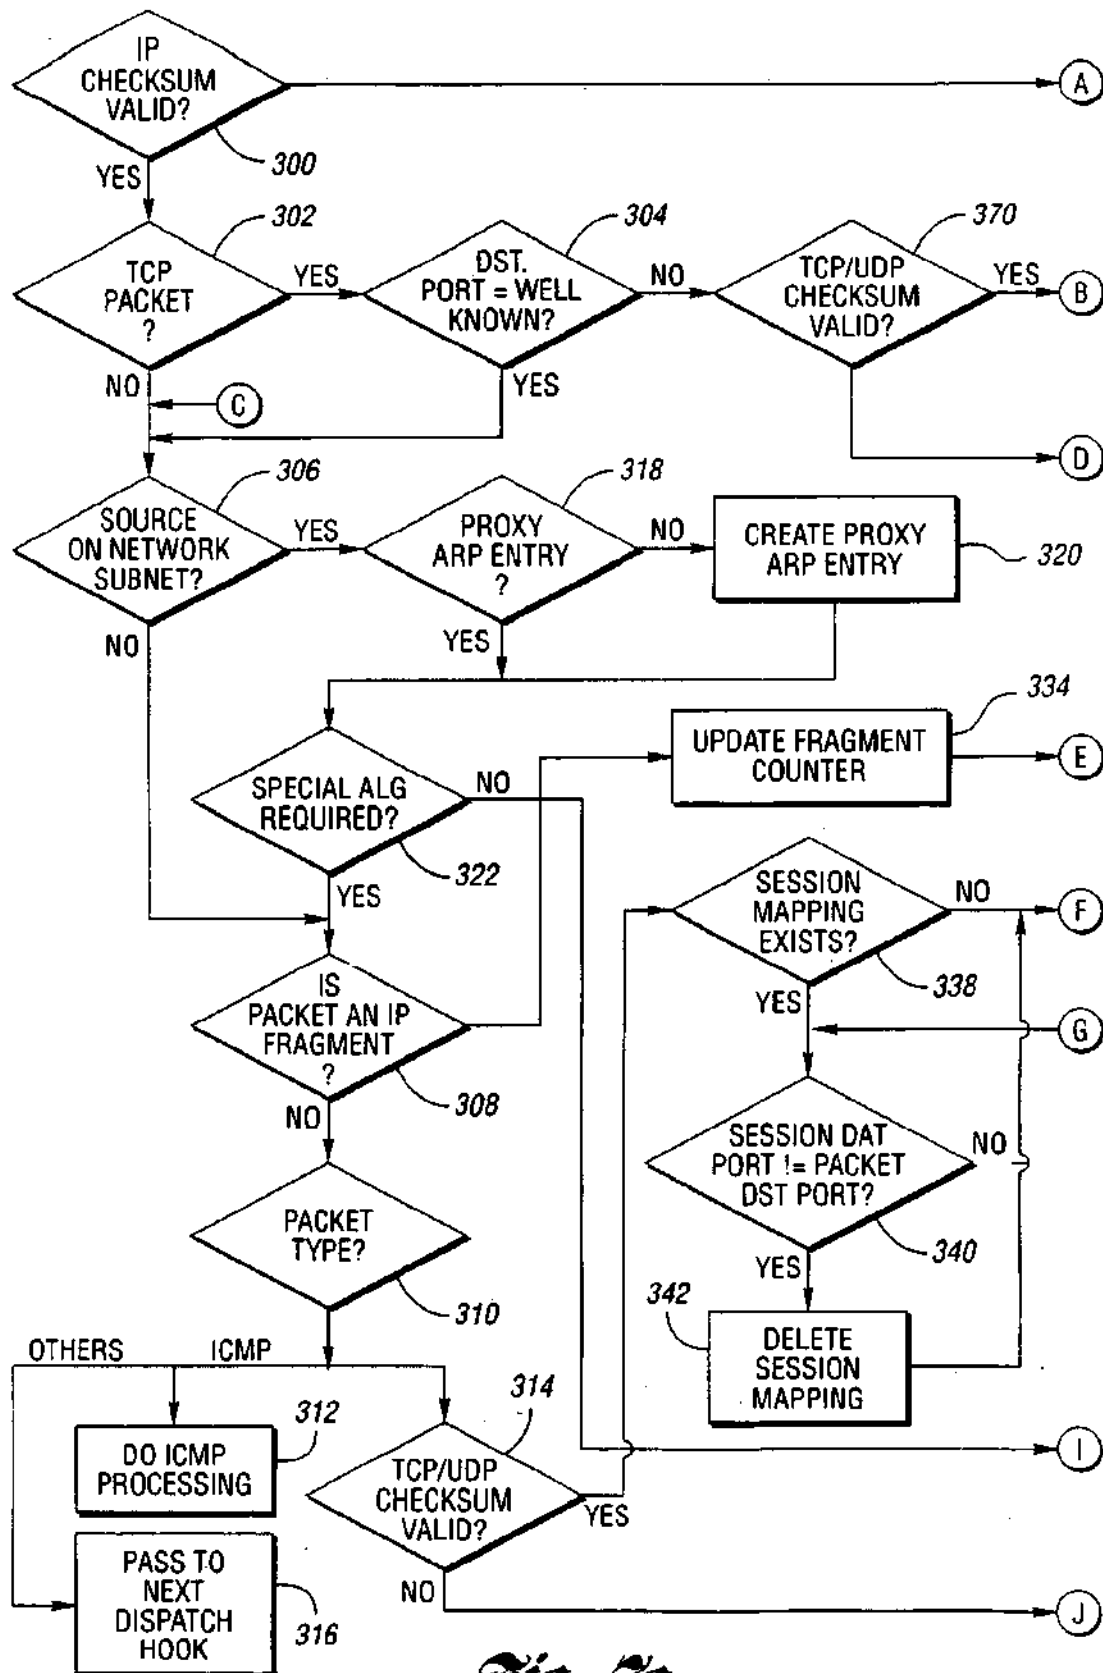 IP
CHECKSUM
VALID?
A
300
YES
302
304
370
TCP
PACKET
?
YES
DST.
PORT = WELL
KNOWN?
NO
TCP/UDP
CHECKSUM
VALID?
YES
B
NO
C
YES
D
306
318
SOURCE
ON NETWORK
SUBNET?
YES
PROXY
ARP ENTRY
?
NO
CREATE PROXY
ARP ENTRY
320
NO
YES
334
UPDATE FRAGMENT
COUNTER
E
SPECIAL ALG
REQUIRED?
NO
322
YES
SESSION
MAPPING
EXISTS?
NO
F
338
YES
IS
PACKET AN IP
FRAGMENT
?
G
308
NO
SESSION DAT
PORT != PACKET
DST PORT?
NO
340
YES
PACKET
TYPE?
310
342
DELETE
SESSION
MAPPING
OTHERS
ICMP
312
314
DO ICMP
PROCESSING
I
TCP/UDP
CHECKSUM
VALID?
YES
PASS TO
NEXT
DISPATCH
HOOK
316
NO
J